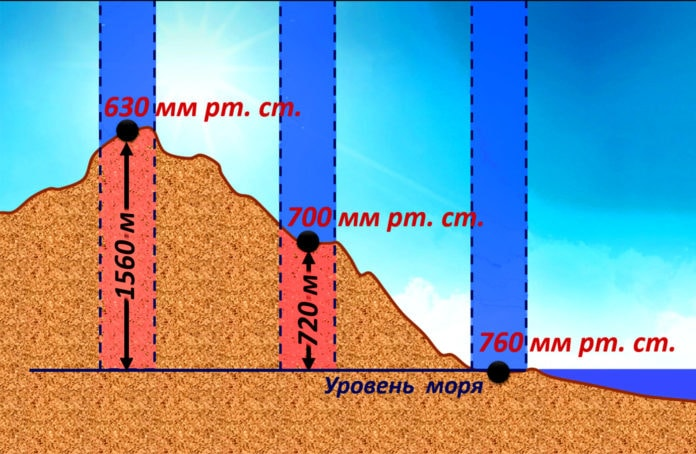 630 мм рт. ст.
700 мм рт. ст.
1560 м
720 м
760 мм рт. ст.
Уровень моря